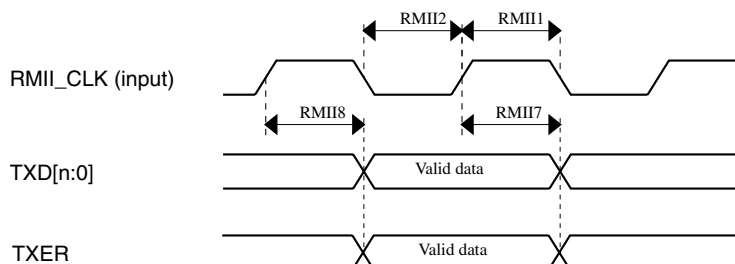 RMII2 RMII1
RMII_CLK (input)
RMII8 RMII7
TXD[n:0] Valid data
TXER Valid data